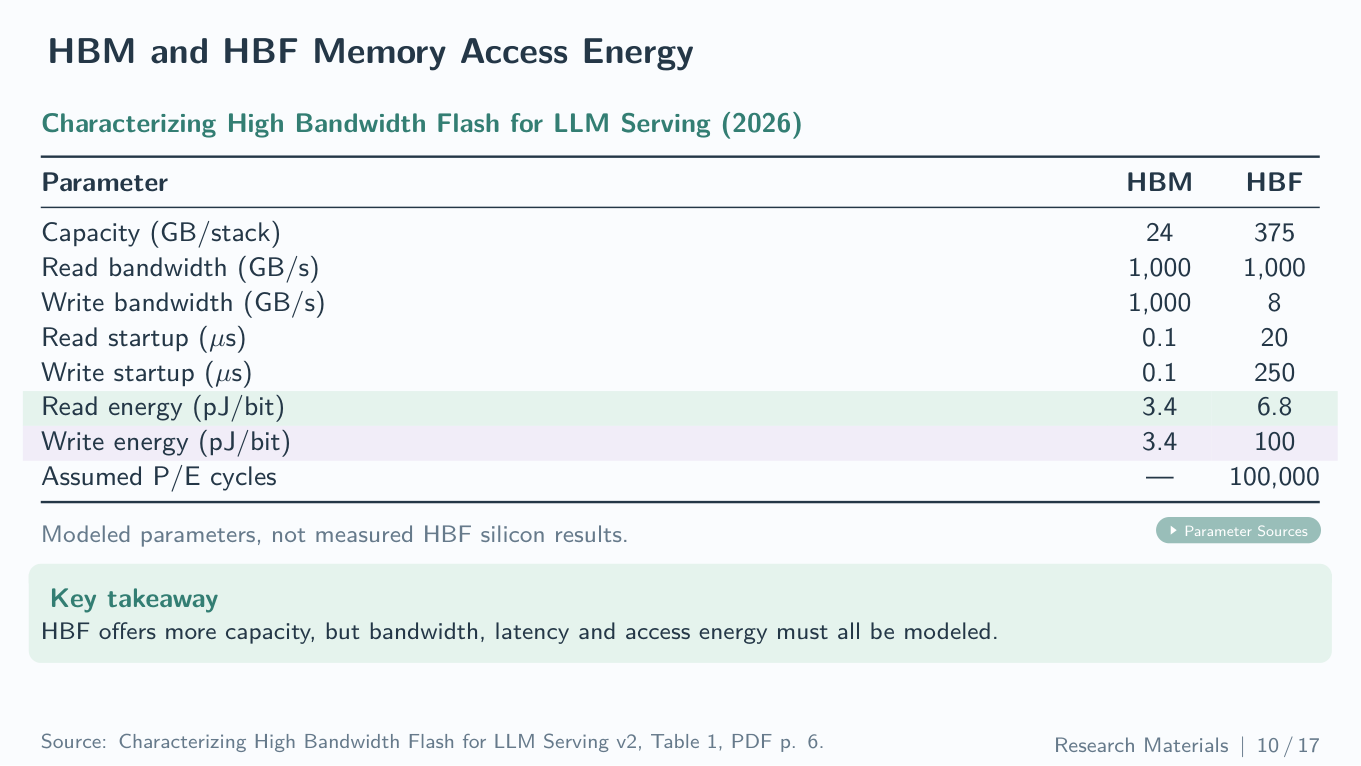 HBM and HBF Memory Access Energy
Characterizing High Bandwidth Flash for LLM Serving (2026)
Parameter HBM HBF
Capacity (GB/stack) 24 375
Read bandwidth (GB/s) 1,000 1,000
Write bandwidth (GB/s) 1,000 8
Read startup (μs) 0.1 20
Write startup (μs) 0.1 250
Read energy (pJ/bit) 3.4 6.8
Write energy (pJ/bit) 3.4 100
Assumed P/E cycles — 100,000
Modeled parameters, not measured HBF silicon results.
Parameter Sources
Key takeaway
HBF offers more capacity, but bandwidth, latency and access energy must all be modeled.
Source: Characterizing High Bandwidth Flash for LLM Serving v2, Table 1, PDF p. 6.
Research Materials | 10 / 17